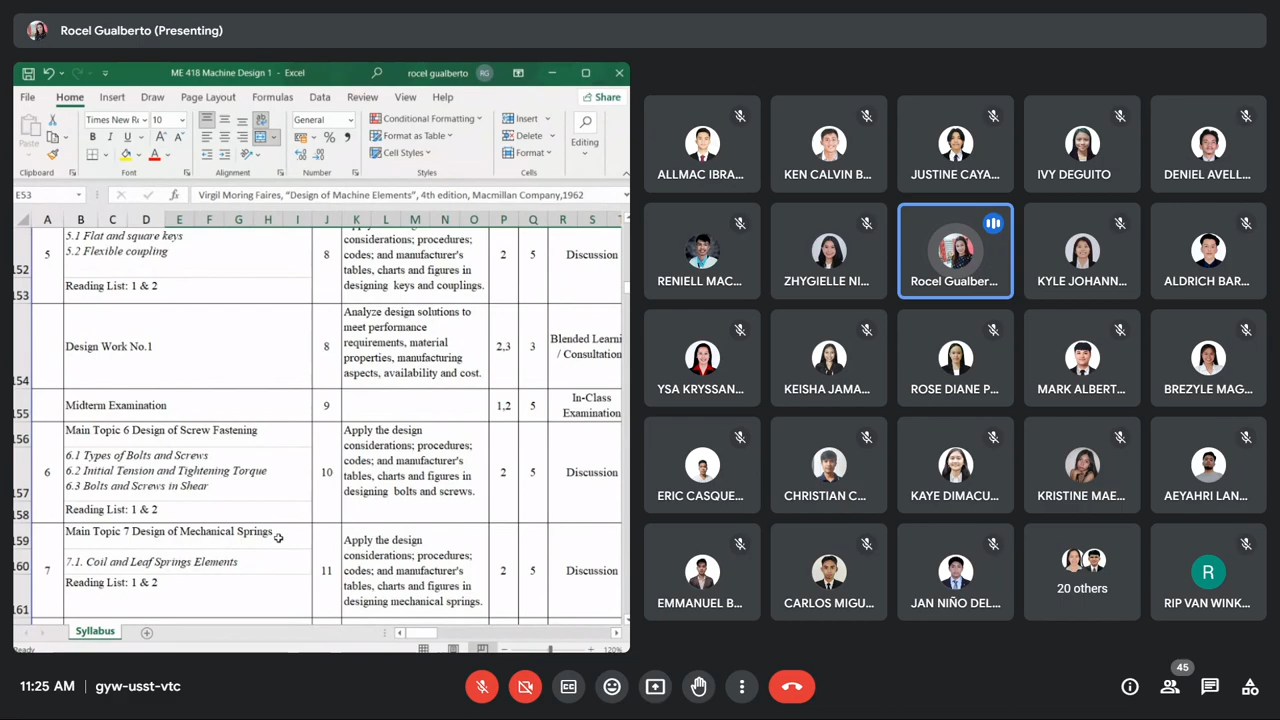 Rocel Gualberto (Presenting)
ME 418 Machine Design 1 - Excel
rocel gualberto
RG
File Home Insert Draw Page Layout Formulas Data Review View Help
Share
Times New Ro
10
General
Conditional Formatting
Insert
Paste
Format as Table
Delete
Editing
Cell Styles
Format
Clipboard
Font
Alignment
Number
Styles
Cells
E53
fx
Virgil Moring Faires, “Design of Machine Elements”, 4th edition, Macmillan Company,1962
A B C D E F G H I J K L M N O P Q R S
152
5
5.1 Flat and square keys
5.2 Flexible coupling
8
considerations; procedures;
codes; and manufacturer's
tables, charts and figures in
designing keys and couplings.
2
5
Discussion
153
Reading List: 1 & 2
154
Design Work No.1
8
Analyze design solutions to
meet performance
requirements, material
properties, manufacturing
aspects, availability and cost.
2,3
3
Blended Learni
/ Consultation
155
Midterm Examination
9
1,2
5
In-Class
Examination
156
Main Topic 6 Design of Screw Fastening
6
6.1 Types of Bolts and Screws
6.2 Initial Tension and Tightening Torque
6.3 Bolts and Screws in Shear
157
10
Apply the design
considerations; procedures;
codes; and manufacturer's
tables, charts and figures in
designing bolts and screws.
2
5
Discussion
158
Reading List: 1 & 2
159
Main Topic 7 Design of Mechanical Springs
160
7.1. Coil and Leaf Springs Elements
7
Reading List: 1 & 2
11
Apply the design
considerations; procedures;
codes; and manufacturer's
tables, charts and figures in
designing mechanical springs.
2
5
Discussion
161
Syllabus
Ready
120%
ALLMAC IBRA...
KEN CALVIN B...
JUSTINE CAYA...
IVY DEGUITO
DENIEL AVELL...
RENIELL MAC...
ZHYGIELLE NI...
Rocel Gualber...
KYLE JOHANN...
ALDRICH BAR...
YSA KRYSSAN...
KEISHA JAMA...
ROSE DIANE P...
MARK ALBERT...
BREZYLE MAG...
ERIC CASQUE...
CHRISTIAN C...
KAYE DIMACU...
KRISTINE MAE...
AEYAHRI LAN...
EMMANUEL B...
CARLOS MIGU...
JAN NIÑO DEL...
20 others
R
RIP VAN WINK...
11:25 AM | gyw-usst-vtc
45